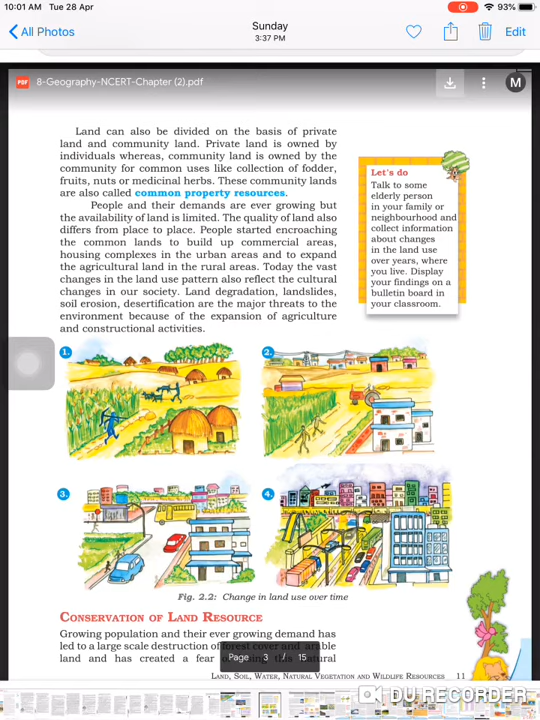 10:01 AM Tue 28 Apr
93%
All Photos
Sunday
3:37 PM
Edit
PDF 8-Geography-NCERT-Chapter (2).pdf
M
Land can also be divided on the basis of private
land and community land. Private land is owned by
individuals whereas, community land is owned by the
community for common uses like collection of fodder,
fruits, nuts or medicinal herbs. These community lands
are also called common property resources.
People and their demands are ever growing but
the availability of land is limited. The quality of land also
differs from place to place. People started encroaching
the common lands to build up commercial areas,
housing complexes in the urban areas and to expand
the agricultural land in the rural areas. Today the vast
changes in the land use pattern also reflect the cultural
changes in our society. Land degradation, landslides,
soil erosion, desertification are the major threats to the
environment because of the expansion of agriculture
and constructional activities.
Let's do
Talk to some
elderly person
in your family or
neighbourhood and
collect information
about changes
in the land use
over years, where
you live. Display
your findings on a
bulletin board in
your classroom.
1.
2.
3.
4.
Fig. 2.2: Change in land use over time
CONSERVATION OF LAND RESOURCE
Growing population and their ever growing demand has
led to a large scale destruction of forest cover and arable
land and has created a fear of this natural
Page 3 / 15
LAND, SOIL, WATER, NATURAL VEGETATION AND WILDLIFE RESOURCES 11
DU RECORDER